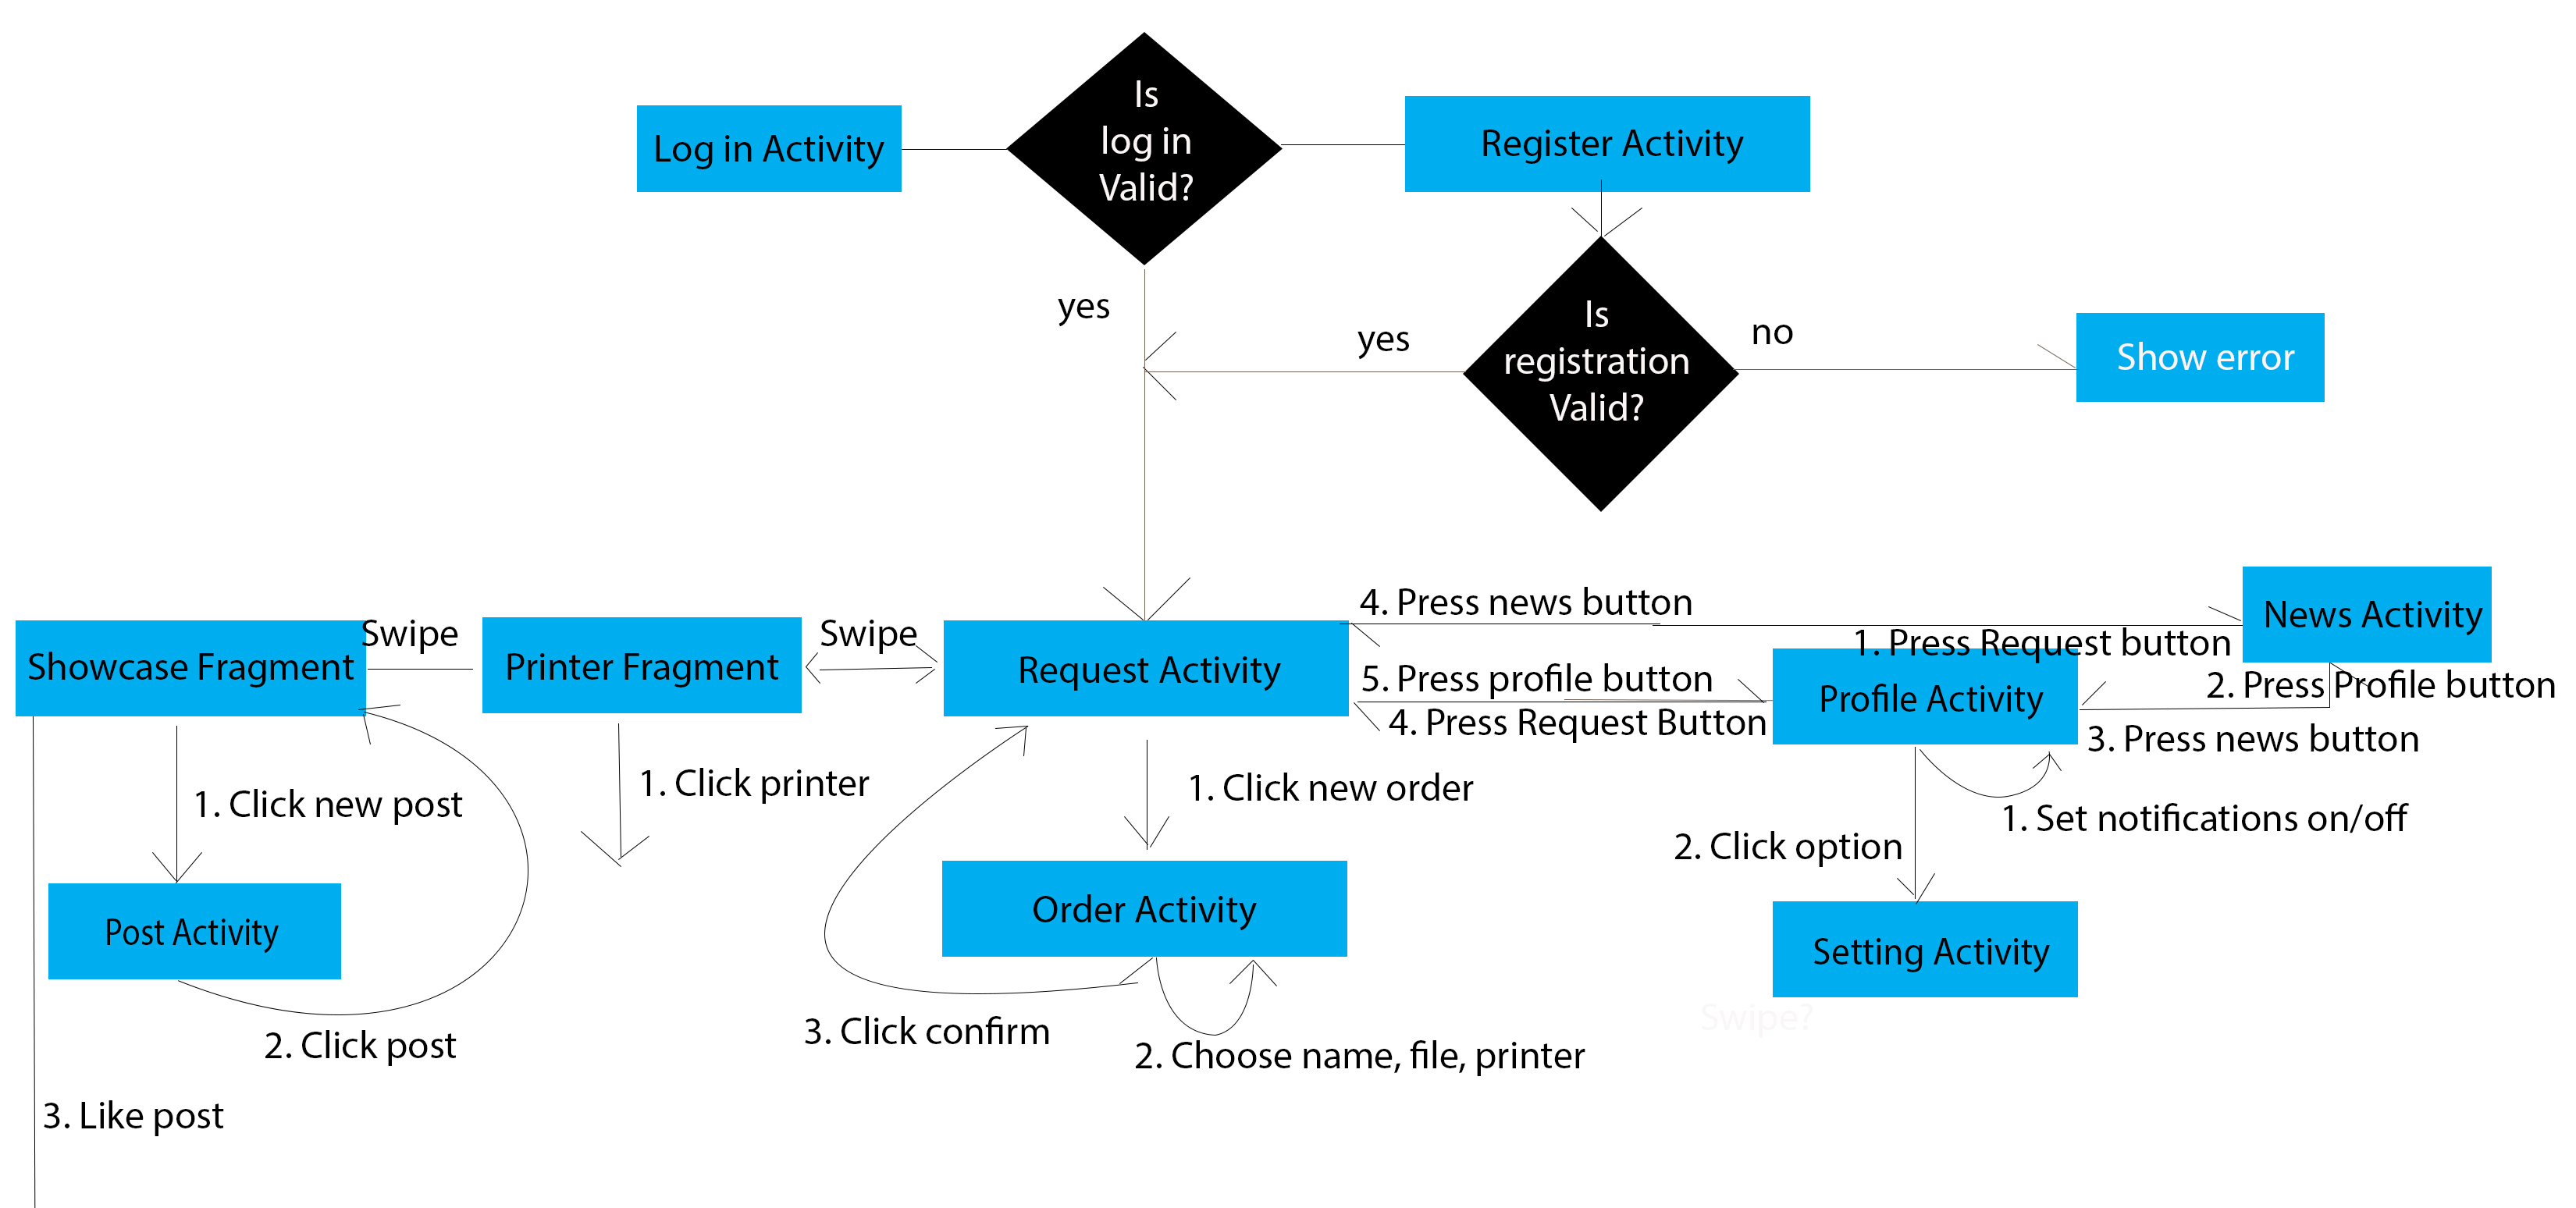 Is
log in
Valid?
Log in Activity
Register Activity
yes
Is
registration
Valid?
yes
no
Show error
4. Press news button
News Activity
1. Press Request button
Swipe
Swipe
Showcase Fragment
Printer Fragment
Request Activity
5. Press profile button
Profile Activity
2. Press Profile button
4. Press Request Button
3. Press news button
1. Click new post
1. Click printer
1. Click new order
1. Set notifications on/off
2. Click option
Post Activity
Order Activity
Setting Activity
Swipe?
2. Click post
3. Click confirm
2. Choose name, file, printer
3. Like post